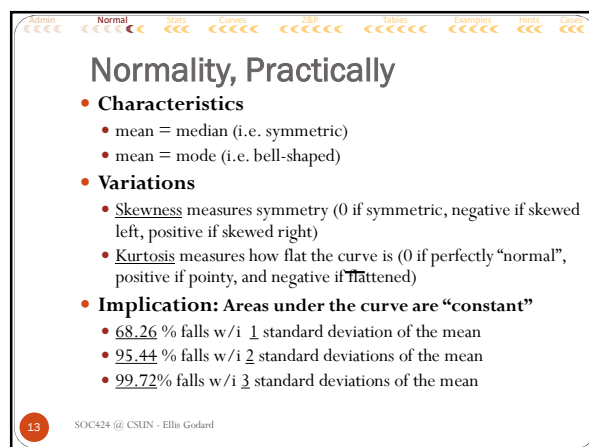 Admin Normal Stats Curves Z&P Tables Examples Hints Cases
Normality, Practically
Characteristics
mean = median (i.e. symmetric)
mean = mode (i.e. bell-shaped)
Variations
Skewness measures symmetry (0 if symmetric, negative if skewed
left, positive if skewed right)
Kurtosis measures how flat the curve is (0 if perfectly “normal”,
positive if pointy, and negative if flattened)
Implication: Areas under the curve are “constant”
68.26 % falls w/i 1 standard deviation of the mean
95.44 % falls w/i 2 standard deviations of the mean
99.72% falls w/i 3 standard deviations of the mean
13 SOC424 @ CSUN - Ellis Godard